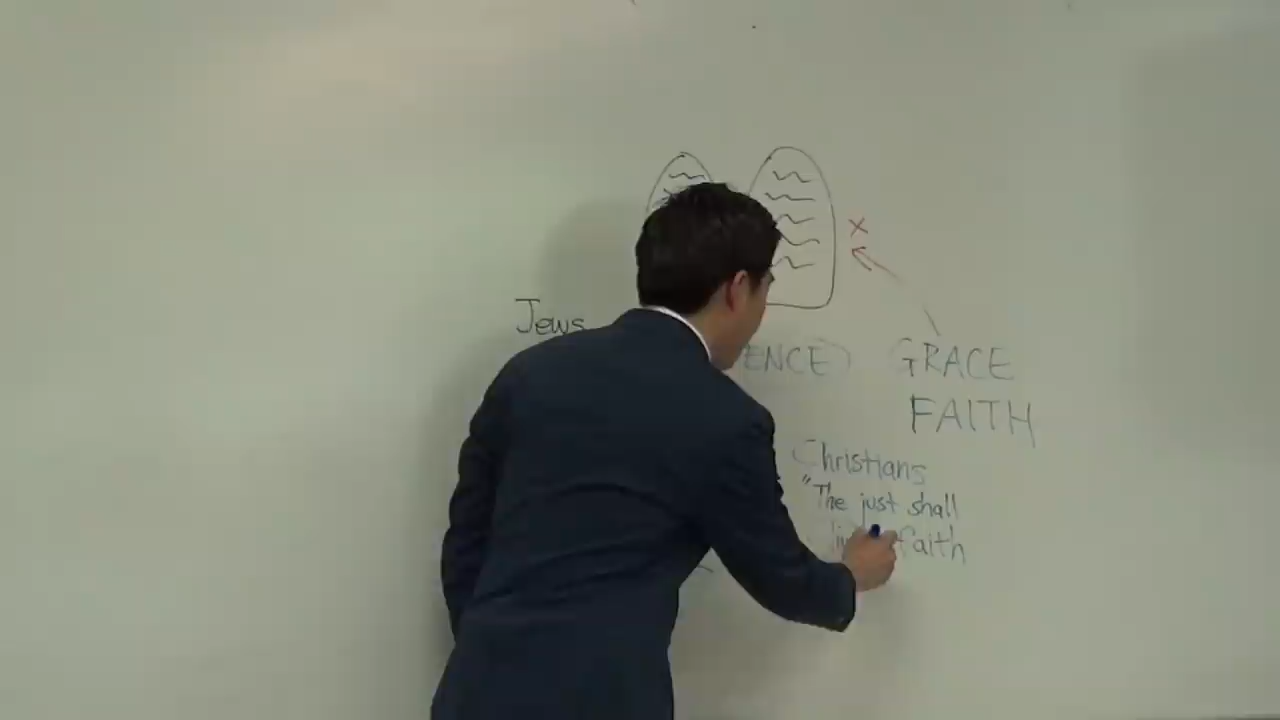 Jews
ENCE) GRACE
FAITH
Christians
"The just shall
faith